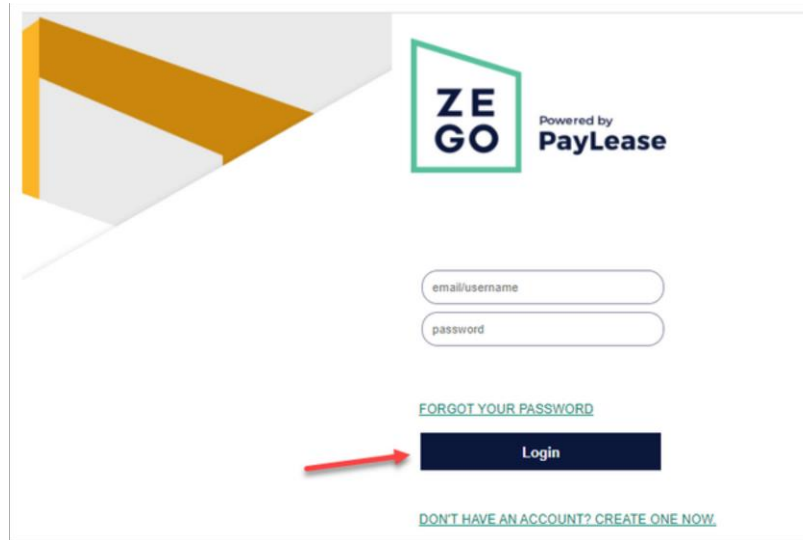 ZE
GO
Powered by
PayLease
email/username
password
FORGOT YOUR PASSWORD
Login
DON'T HAVE AN ACCOUNT? CREATE ONE NOW.